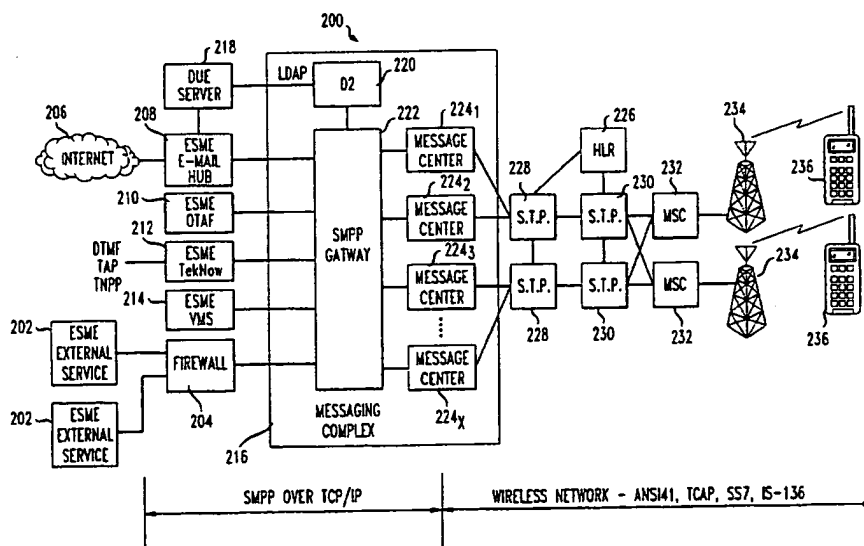 200
218
DUE
SERVER
LDAP
D2
220
206
INTERNET
208
ESME
E-MAIL
HUB
222
224₁
MESSAGE
CENTER
226
HLR
234
236
210
ESME
OTAF
224₂
MESSAGE
CENTER
228
S.T.P.
230
S.T.P.
232
MSC
212
DTMF
TAP
TNPP
ESME
TekNow
SMPP
GATWAY
224₃
MESSAGE
CENTER
S.T.P.
228
S.T.P.
230
MSC
232
234
236
214
ESME
VMS
202
ESME
EXTERNAL
SERVICE
FIREWALL
204
MESSAGE
CENTER
224ₓ
202
ESME
EXTERNAL
SERVICE
216
MESSAGING
COMPLEX
SMPP OVER TCP/IP
WIRELESS NETWORK - ANSI41, TCAP, SS7, IS-136